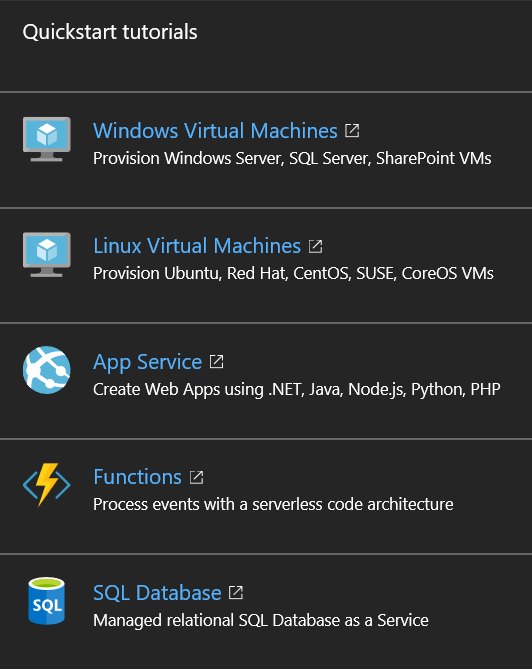 Quickstart tutorials
Windows Virtual Machines
Provision Windows Server, SQL Server, SharePoint VMs
Linux Virtual Machines
Provision Ubuntu, Red Hat, CentOS, SUSE, CoreOS VMs
App Service
Create Web Apps using .NET, Java, Node.js, Python, PHP
Functions
Process events with a serverless code architecture
SQL
SQL Database
Managed relational SQL Database as a Service